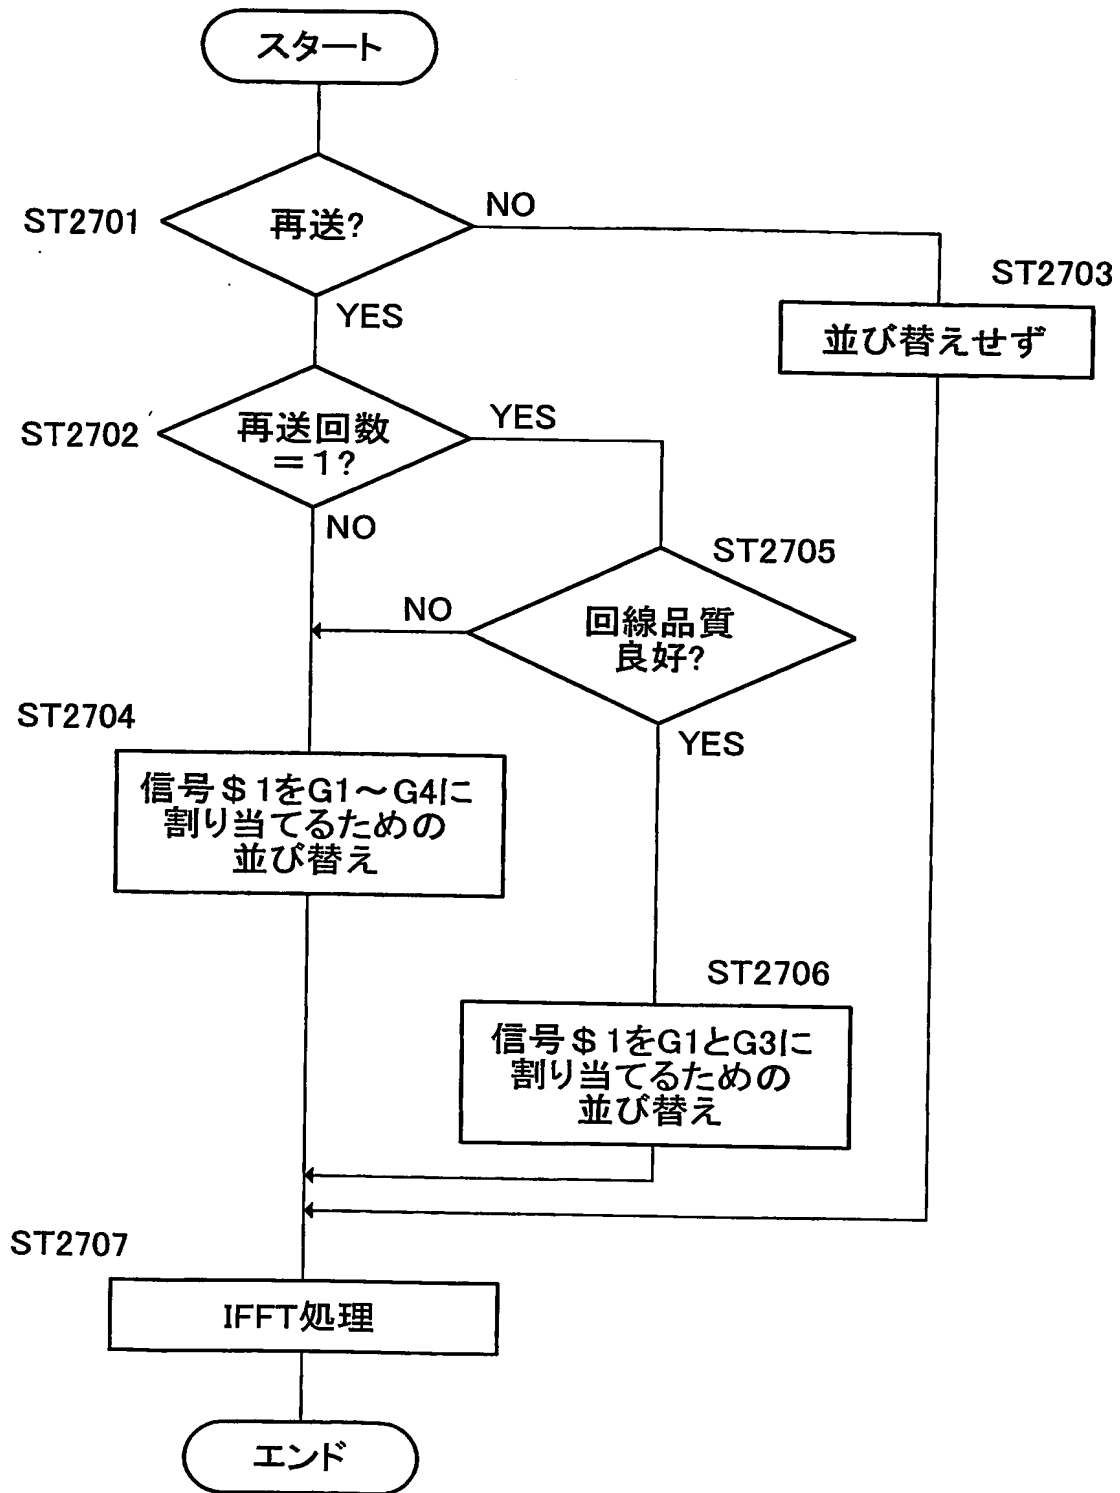 スタート
ST2701
再送?
NO
YES
ST2703
並び替えせず
ST2702
再送回数
＝1?
YES
NO
ST2705
回線品質
良好?
NO
YES
ST2704
信号＄1をG1～G4に
割り当てるための
並び替え
ST2706
信号＄1をG1とG3に
割り当てるための
並び替え
ST2707
IFFT処理
エンド